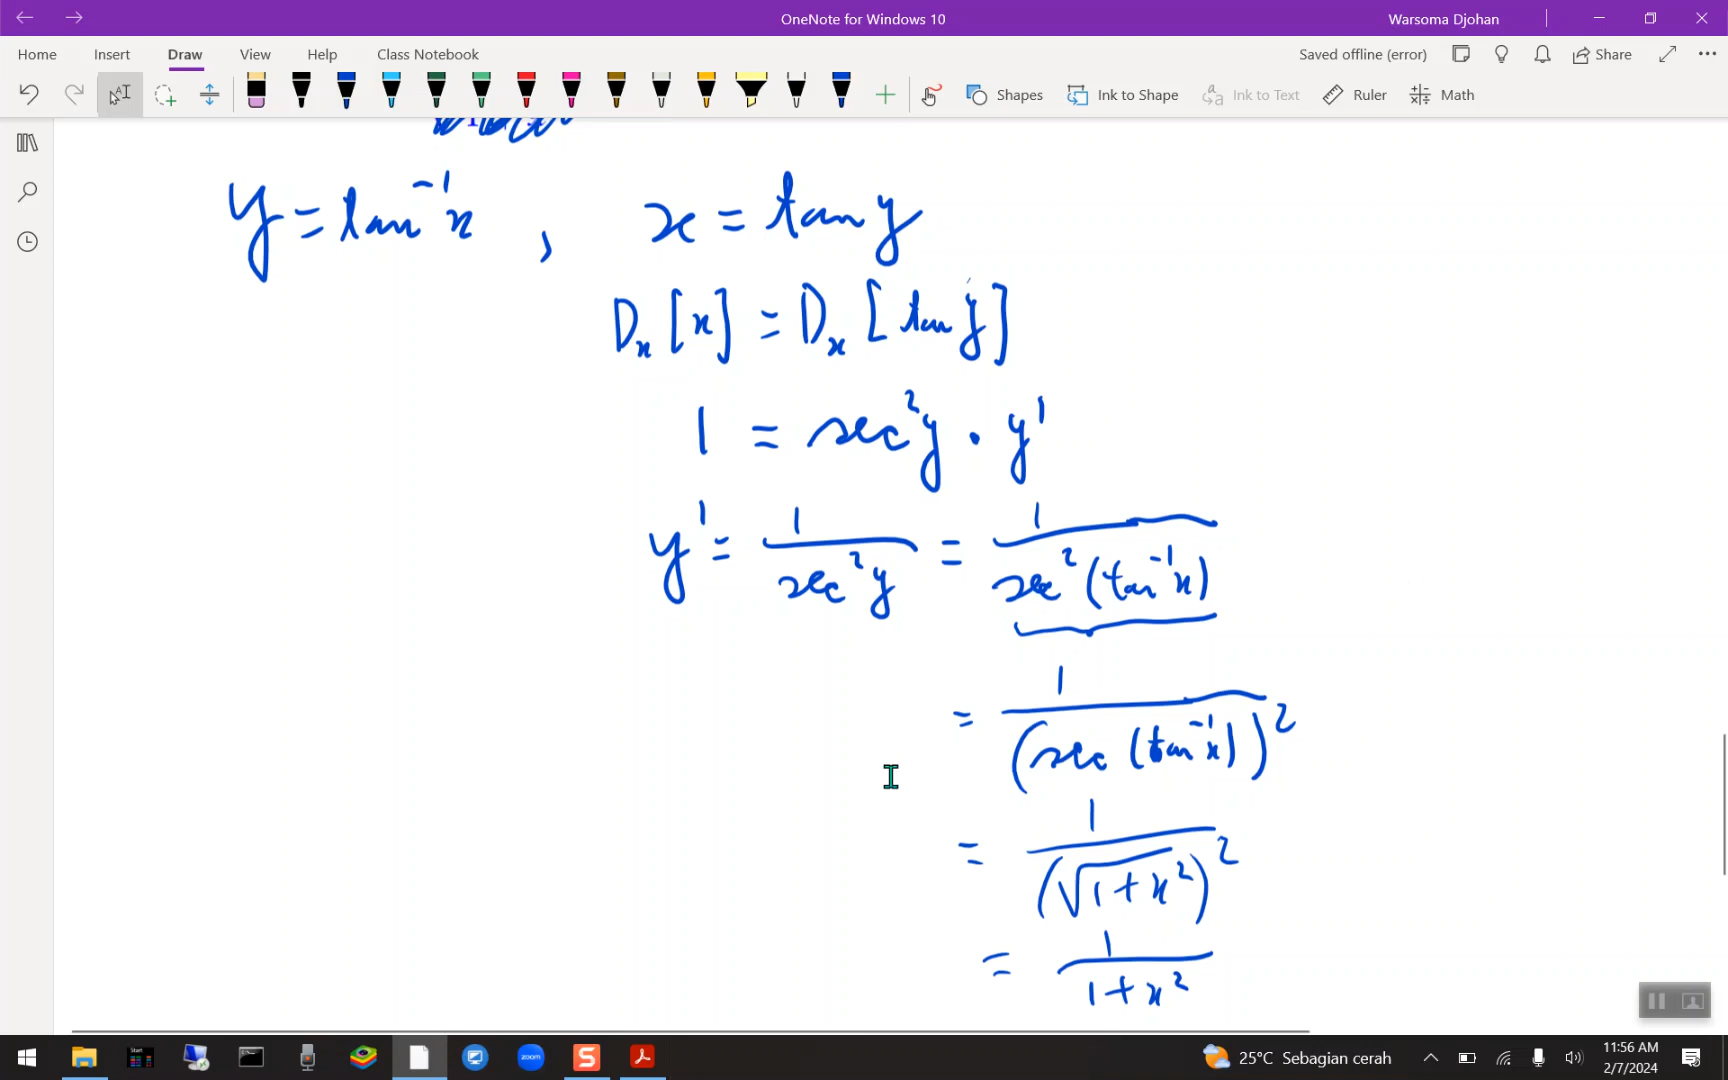 OneNote for Windows 10
Warsoma Djohan
Home Insert Draw View Help Class Notebook
Saved offline (error) Share
Shapes Ink to Shape Ink to Text Ruler Math
y = tan⁻¹x , x = tan y
Dₓ [x] = Dₓ [tan y]
1 = sec²y · y'
y' = 1/sec²y = 1/sec²(tan⁻¹x)
= 1/(sec (tan⁻¹x))²
= 1/(√1+x²)²
= 1/1+x²
Start
zoom
S
25°C Sebagian cerah
11:56 AM
2/7/2024